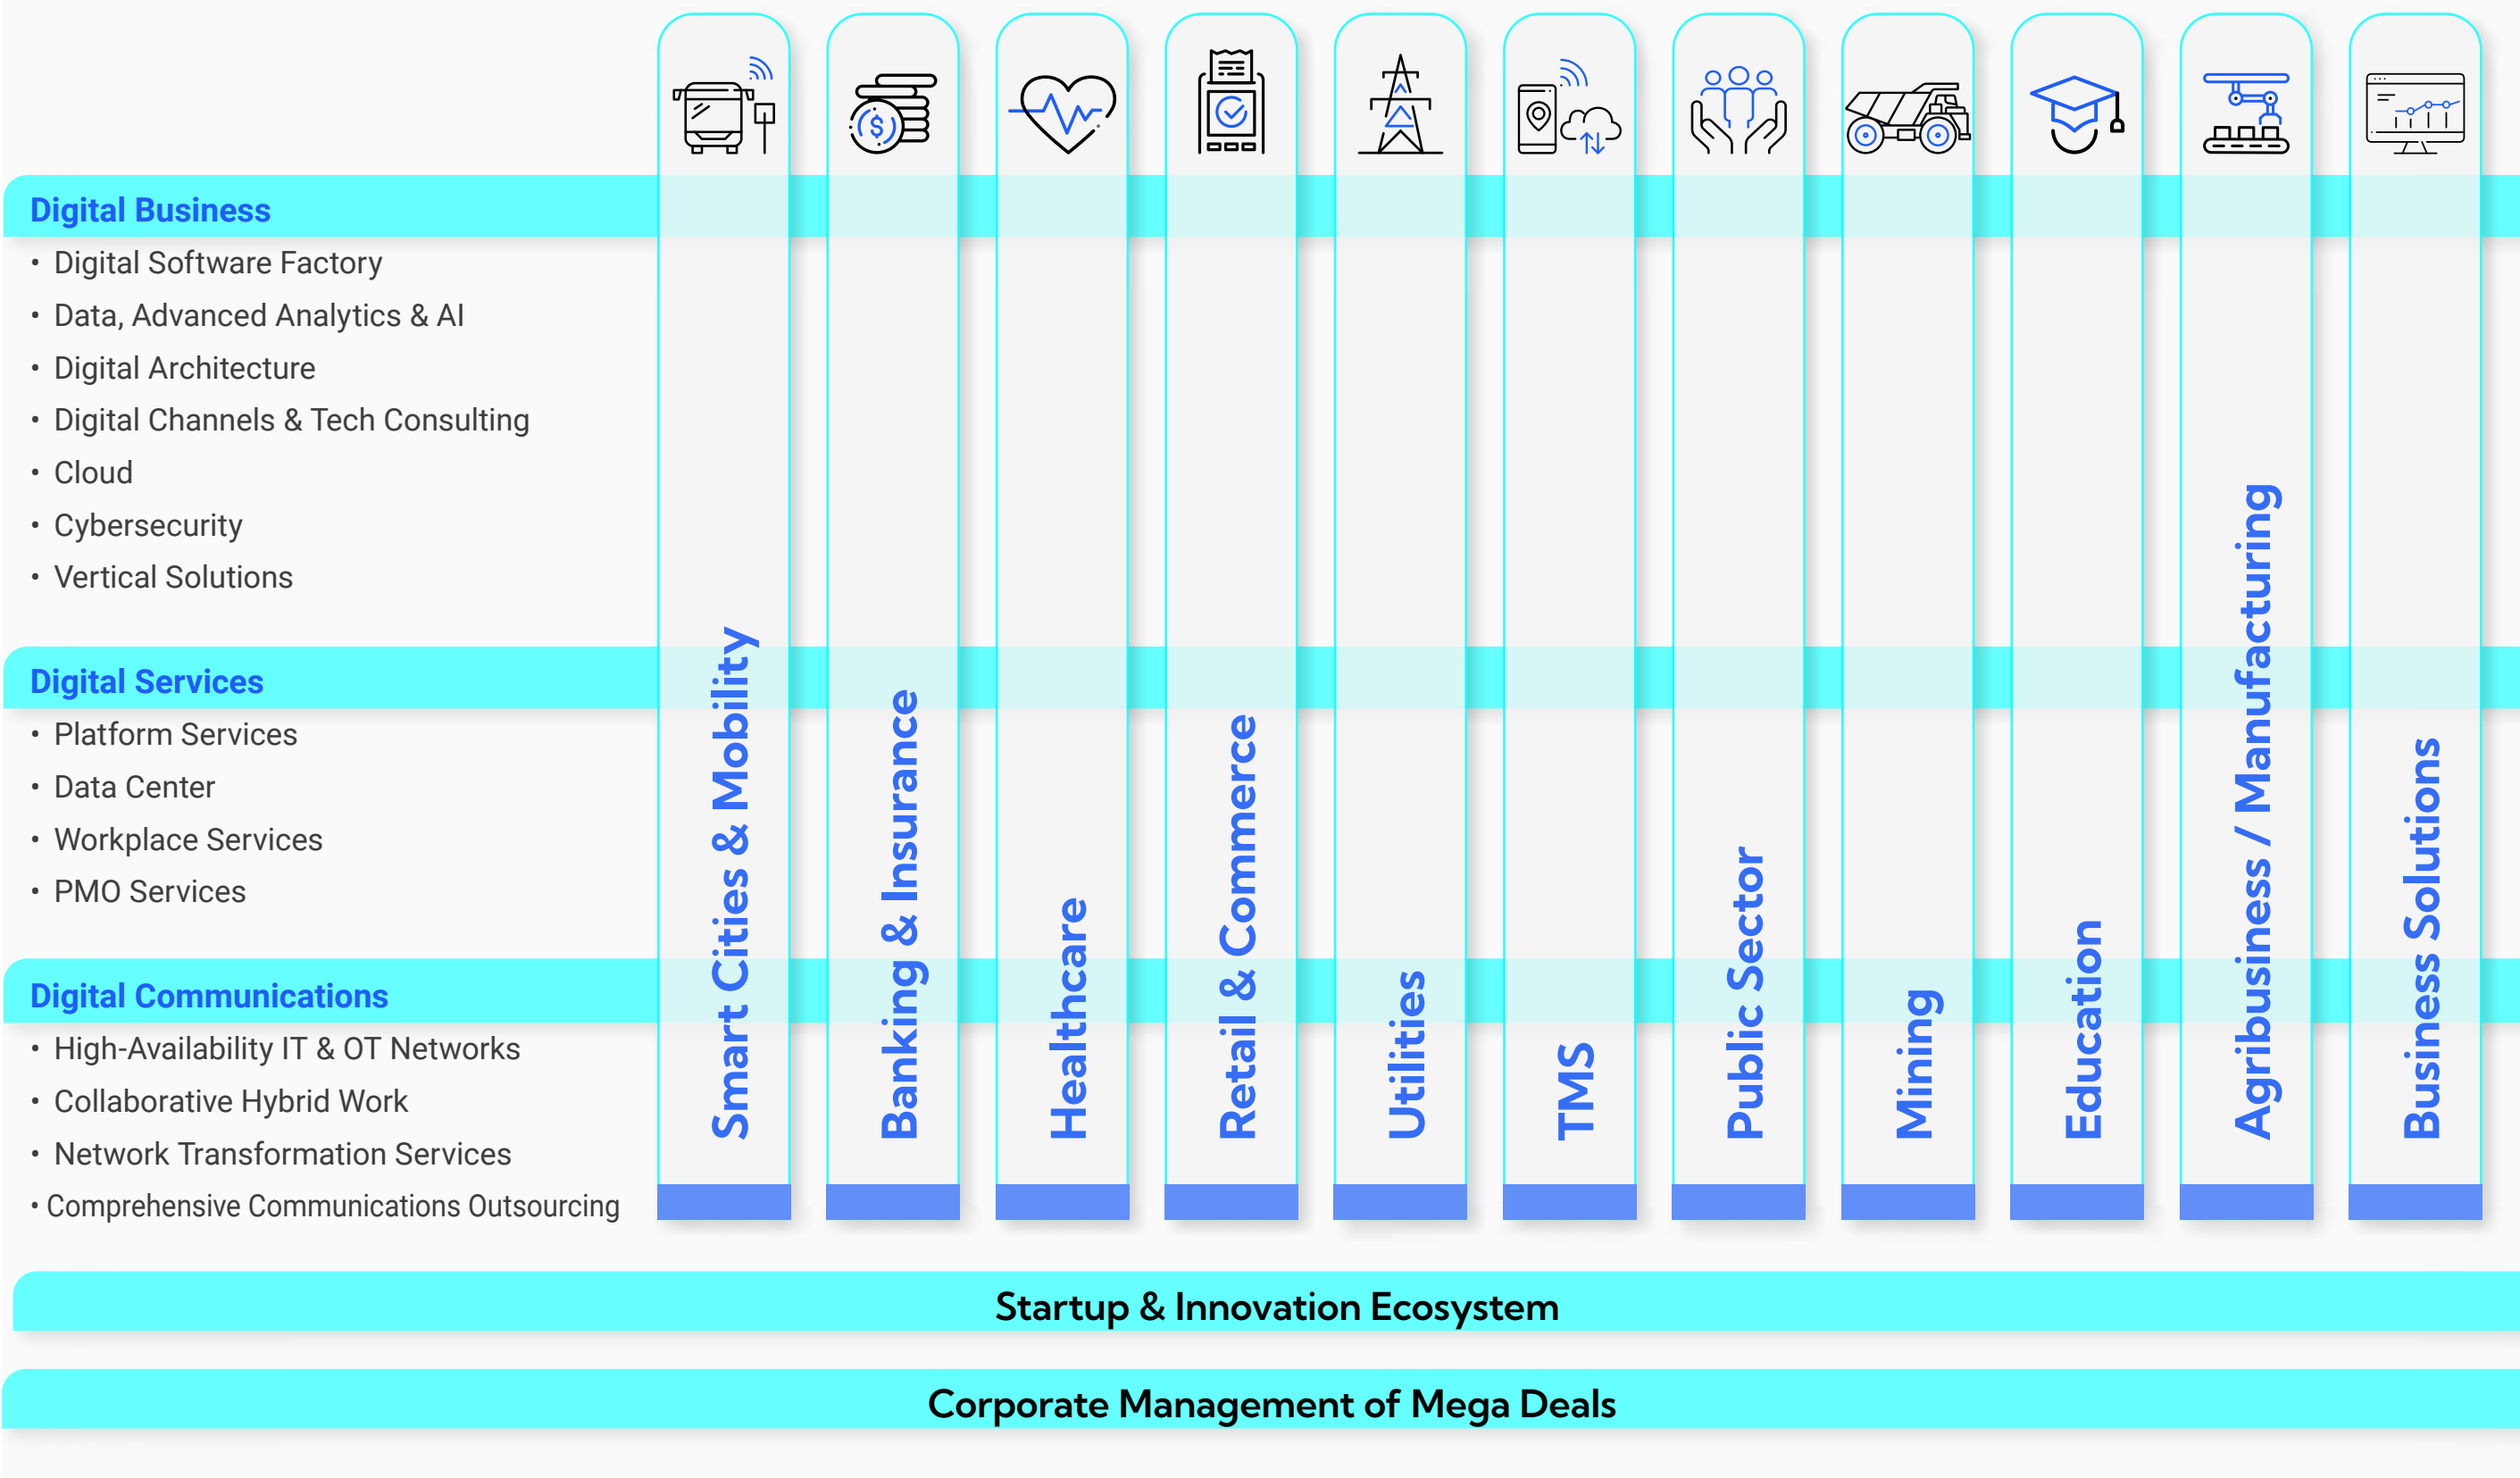 Digital Business
• Digital Software Factory
• Data, Advanced Analytics & AI
• Digital Architecture
• Digital Channels & Tech Consulting
• Cloud
• Cybersecurity
• Vertical Solutions
Digital Services
• Platform Services
• Data Center
• Workplace Services
• PMO Services
Digital Communications
• High-Availability IT & OT Networks
• Collaborative Hybrid Work
• Network Transformation Services
• Comprehensive Communications Outsourcing
Smart Cities & Mobility
Banking & Insurance
Healthcare
Retail & Commerce
Utilities
TMS
Public Sector
Mining
Education
Agribusiness / Manufacturing
Business Solutions
Startup & Innovation Ecosystem
Corporate Management of Mega Deals